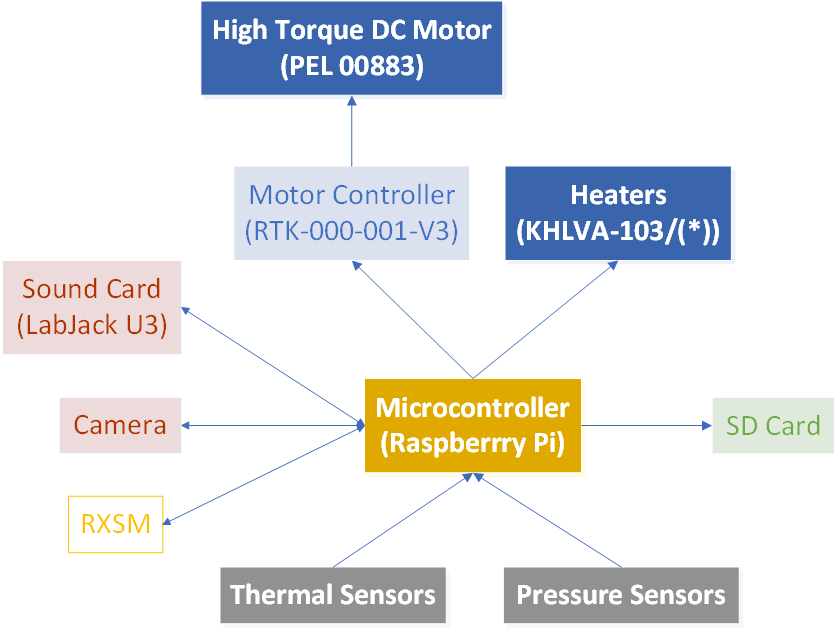 High Torque DC Motor
(PEL 00883)
Motor Controller
(RTK-000-001-V3)
Heaters
(KHLVA-103/(*))
Sound Card
(LabJack U3)
Camera
Microcontroller
(Raspberrry Pi)
SD Card
RXSM
Thermal Sensors
Pressure Sensors